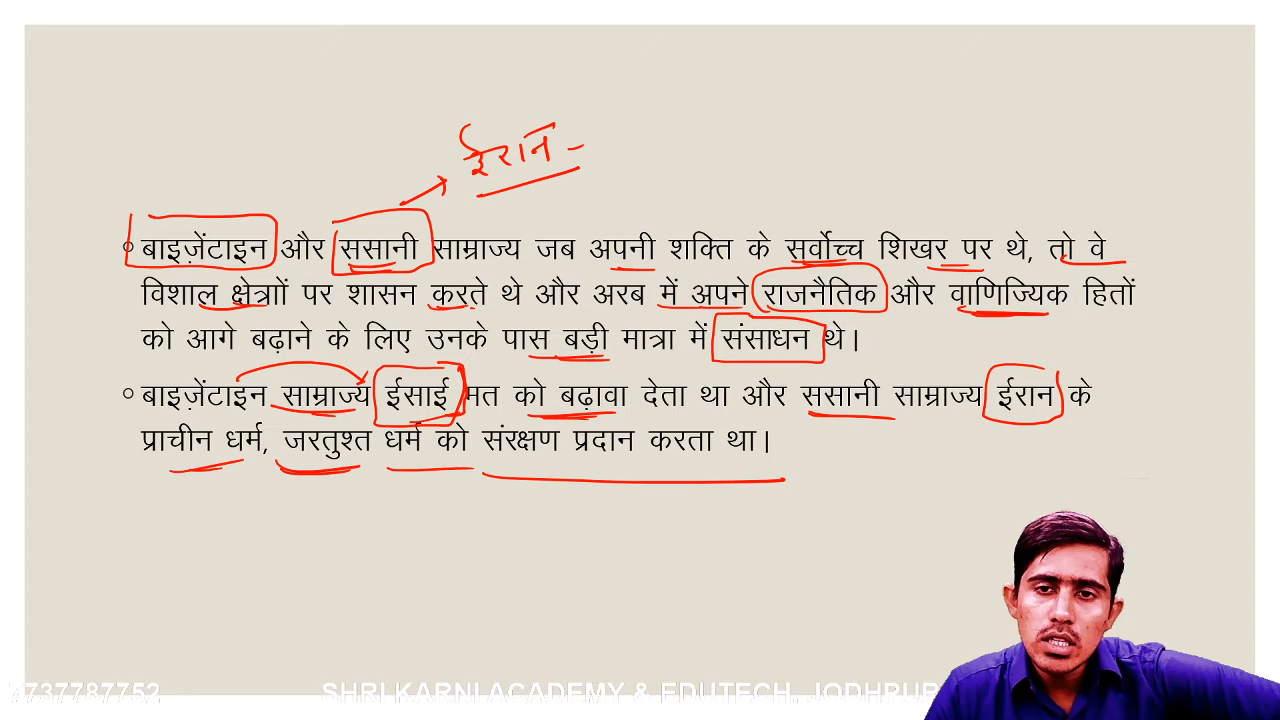 ईरान -
बाइज़ेंटाइन और ससानी साम्राज्य जब अपनी शक्ति के सर्वोच्च शिखर पर थे, तो वे
विशाल क्षेत्राों पर शासन करते थे और अरब में अपने राजनैतिक और वाणिज्यिक हितों
को आगे बढ़ाने के लिए उनके पास बड़ी मात्रा में संसाधन थे।
बाइज़ेंटाइन साम्राज्य ईसाई मत को बढ़ावा देता था और ससानी साम्राज्य ईरान के
प्राचीन धर्म, जरतुश्त धर्म को संरक्षण प्रदान करता था।
7737787752 SHRI KARNI ACADEMY & EDUTECH, JODHPUR